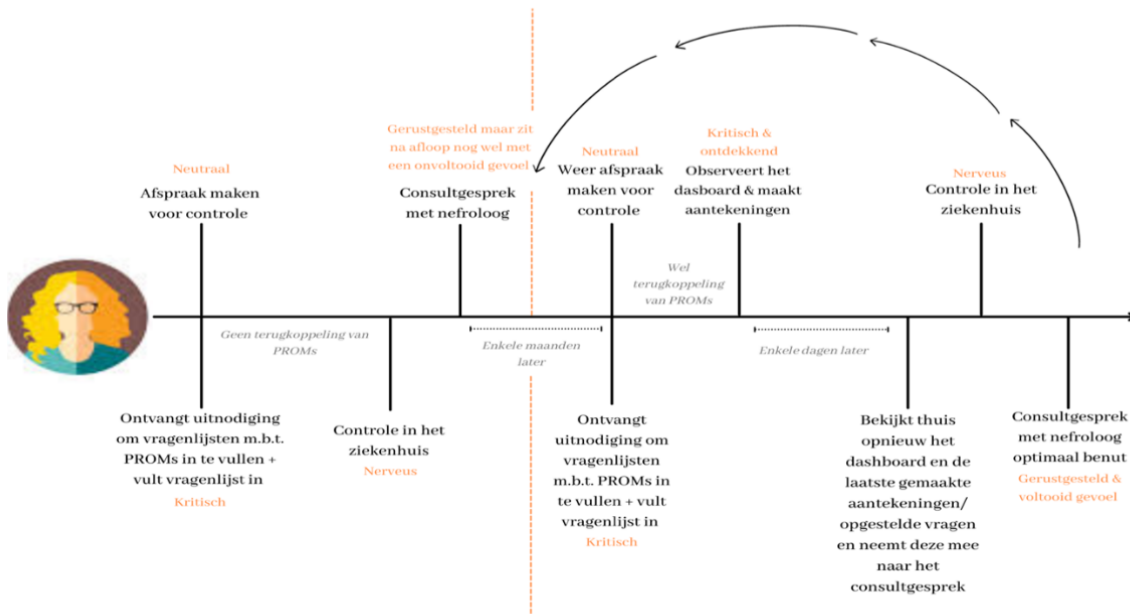 Neutraal
Afspraak maken
voor controle
Ontvangt uitnodiging
om vragenlijsten m.b.t.
PROMs in te vullen +
vult vragenlijst in
Kritisch
Geen terugkoppeling van
PROMs
Controle in het
ziekenhuis
Nerveus
Gerustgesteld maar zit
na afloop nog wel met
een onvoltooid gevoel
Consultgesprek
met nefroloog
Enkele maanden
later
Neutraal
Weer afspraak
maken voor
controle
Ontvangt
uitnodiging om
vragenlijsten
m.b.t. PROMs in
te vullen + vult
vragenlijst in
Kritisch
Wel
terugkoppeling
van PROMs
Kritisch &
ontdekkend
Observeert het
dasboard & maakt
aantekeningen
Enkele dagen later
Bekijkt thuis
opnieuw het
dashboard en de
laatste gemaakte
aantekeningen/
opgestelde vragen
en neemt deze mee
naar het
consultgesprek
Nerveus
Controle in het
ziekenhuis
Consultgesprek
met nefroloog
optimaal benut
Gerustgesteld &
voltooid gevoel